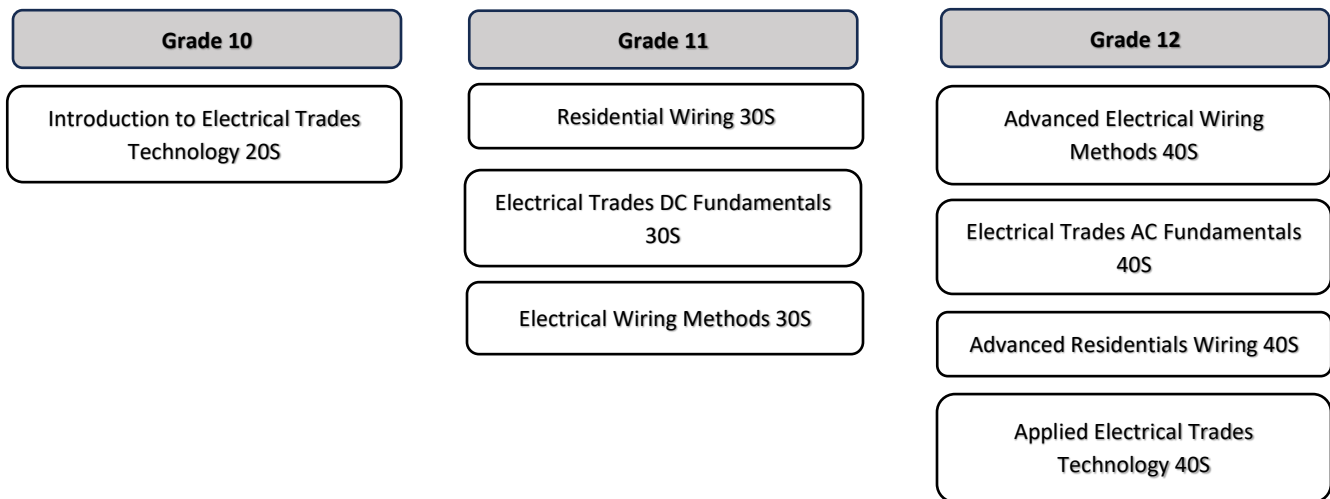 Grade 10
Introduction to Electrical Trades
Technology 20S
Grade 11
Residential Wiring 30S
Electrical Trades DC Fundamentals
30S
Electrical Wiring Methods 30S
Grade 12
Advanced Electrical Wiring
Methods 40S
Electrical Trades AC Fundamentals
40S
Advanced Residentials Wiring 40S
Applied Electrical Trades
Technology 40S